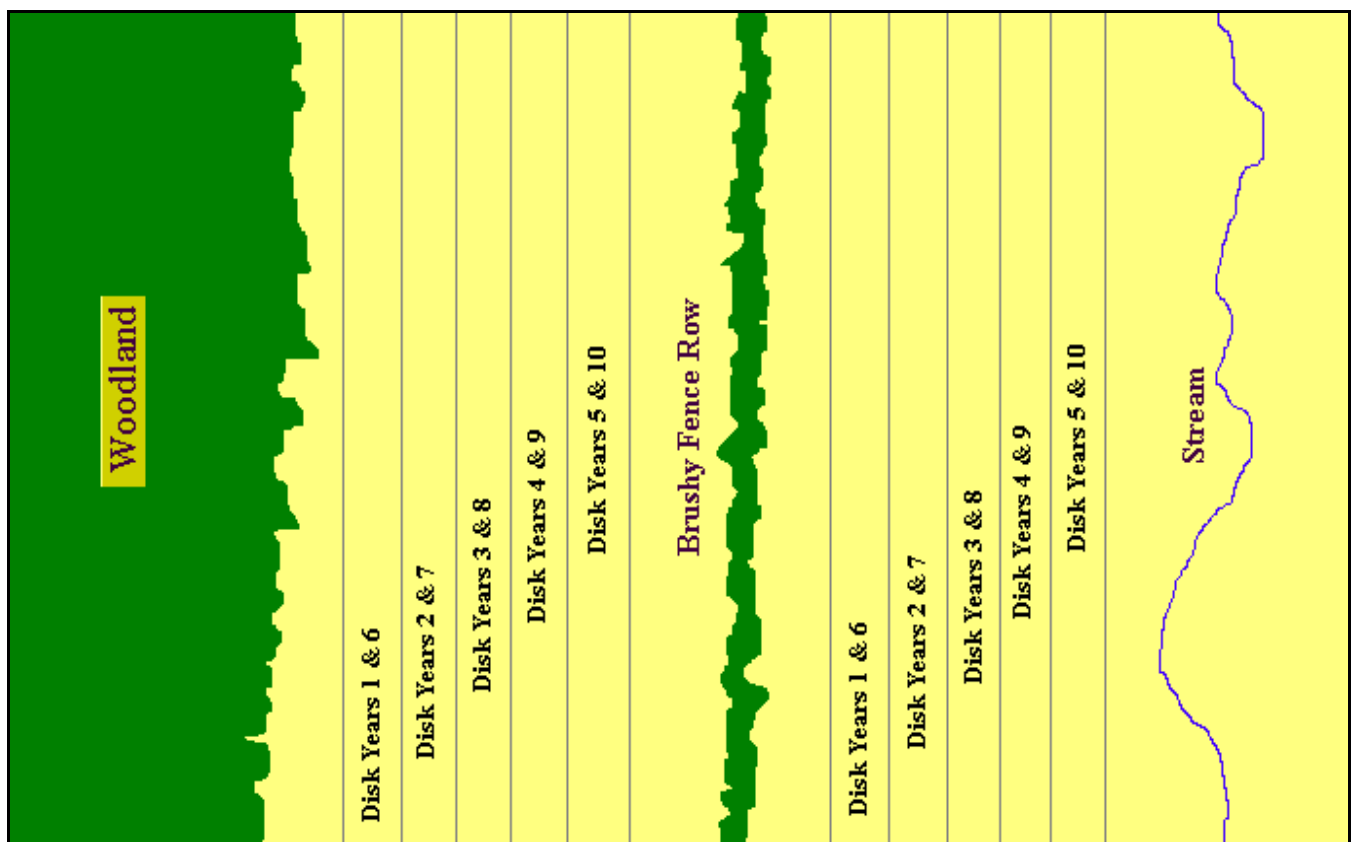 Woodland
Disk Years 1 & 6
Disk Years 2 & 7
Disk Years 3 & 8
Disk Years 4 & 9
Disk Years 5 & 10
Brushy Fence Row
Disk Years 1 & 6
Disk Years 2 & 7
Disk Years 3 & 8
Disk Years 4 & 9
Disk Years 5 & 10
Stream